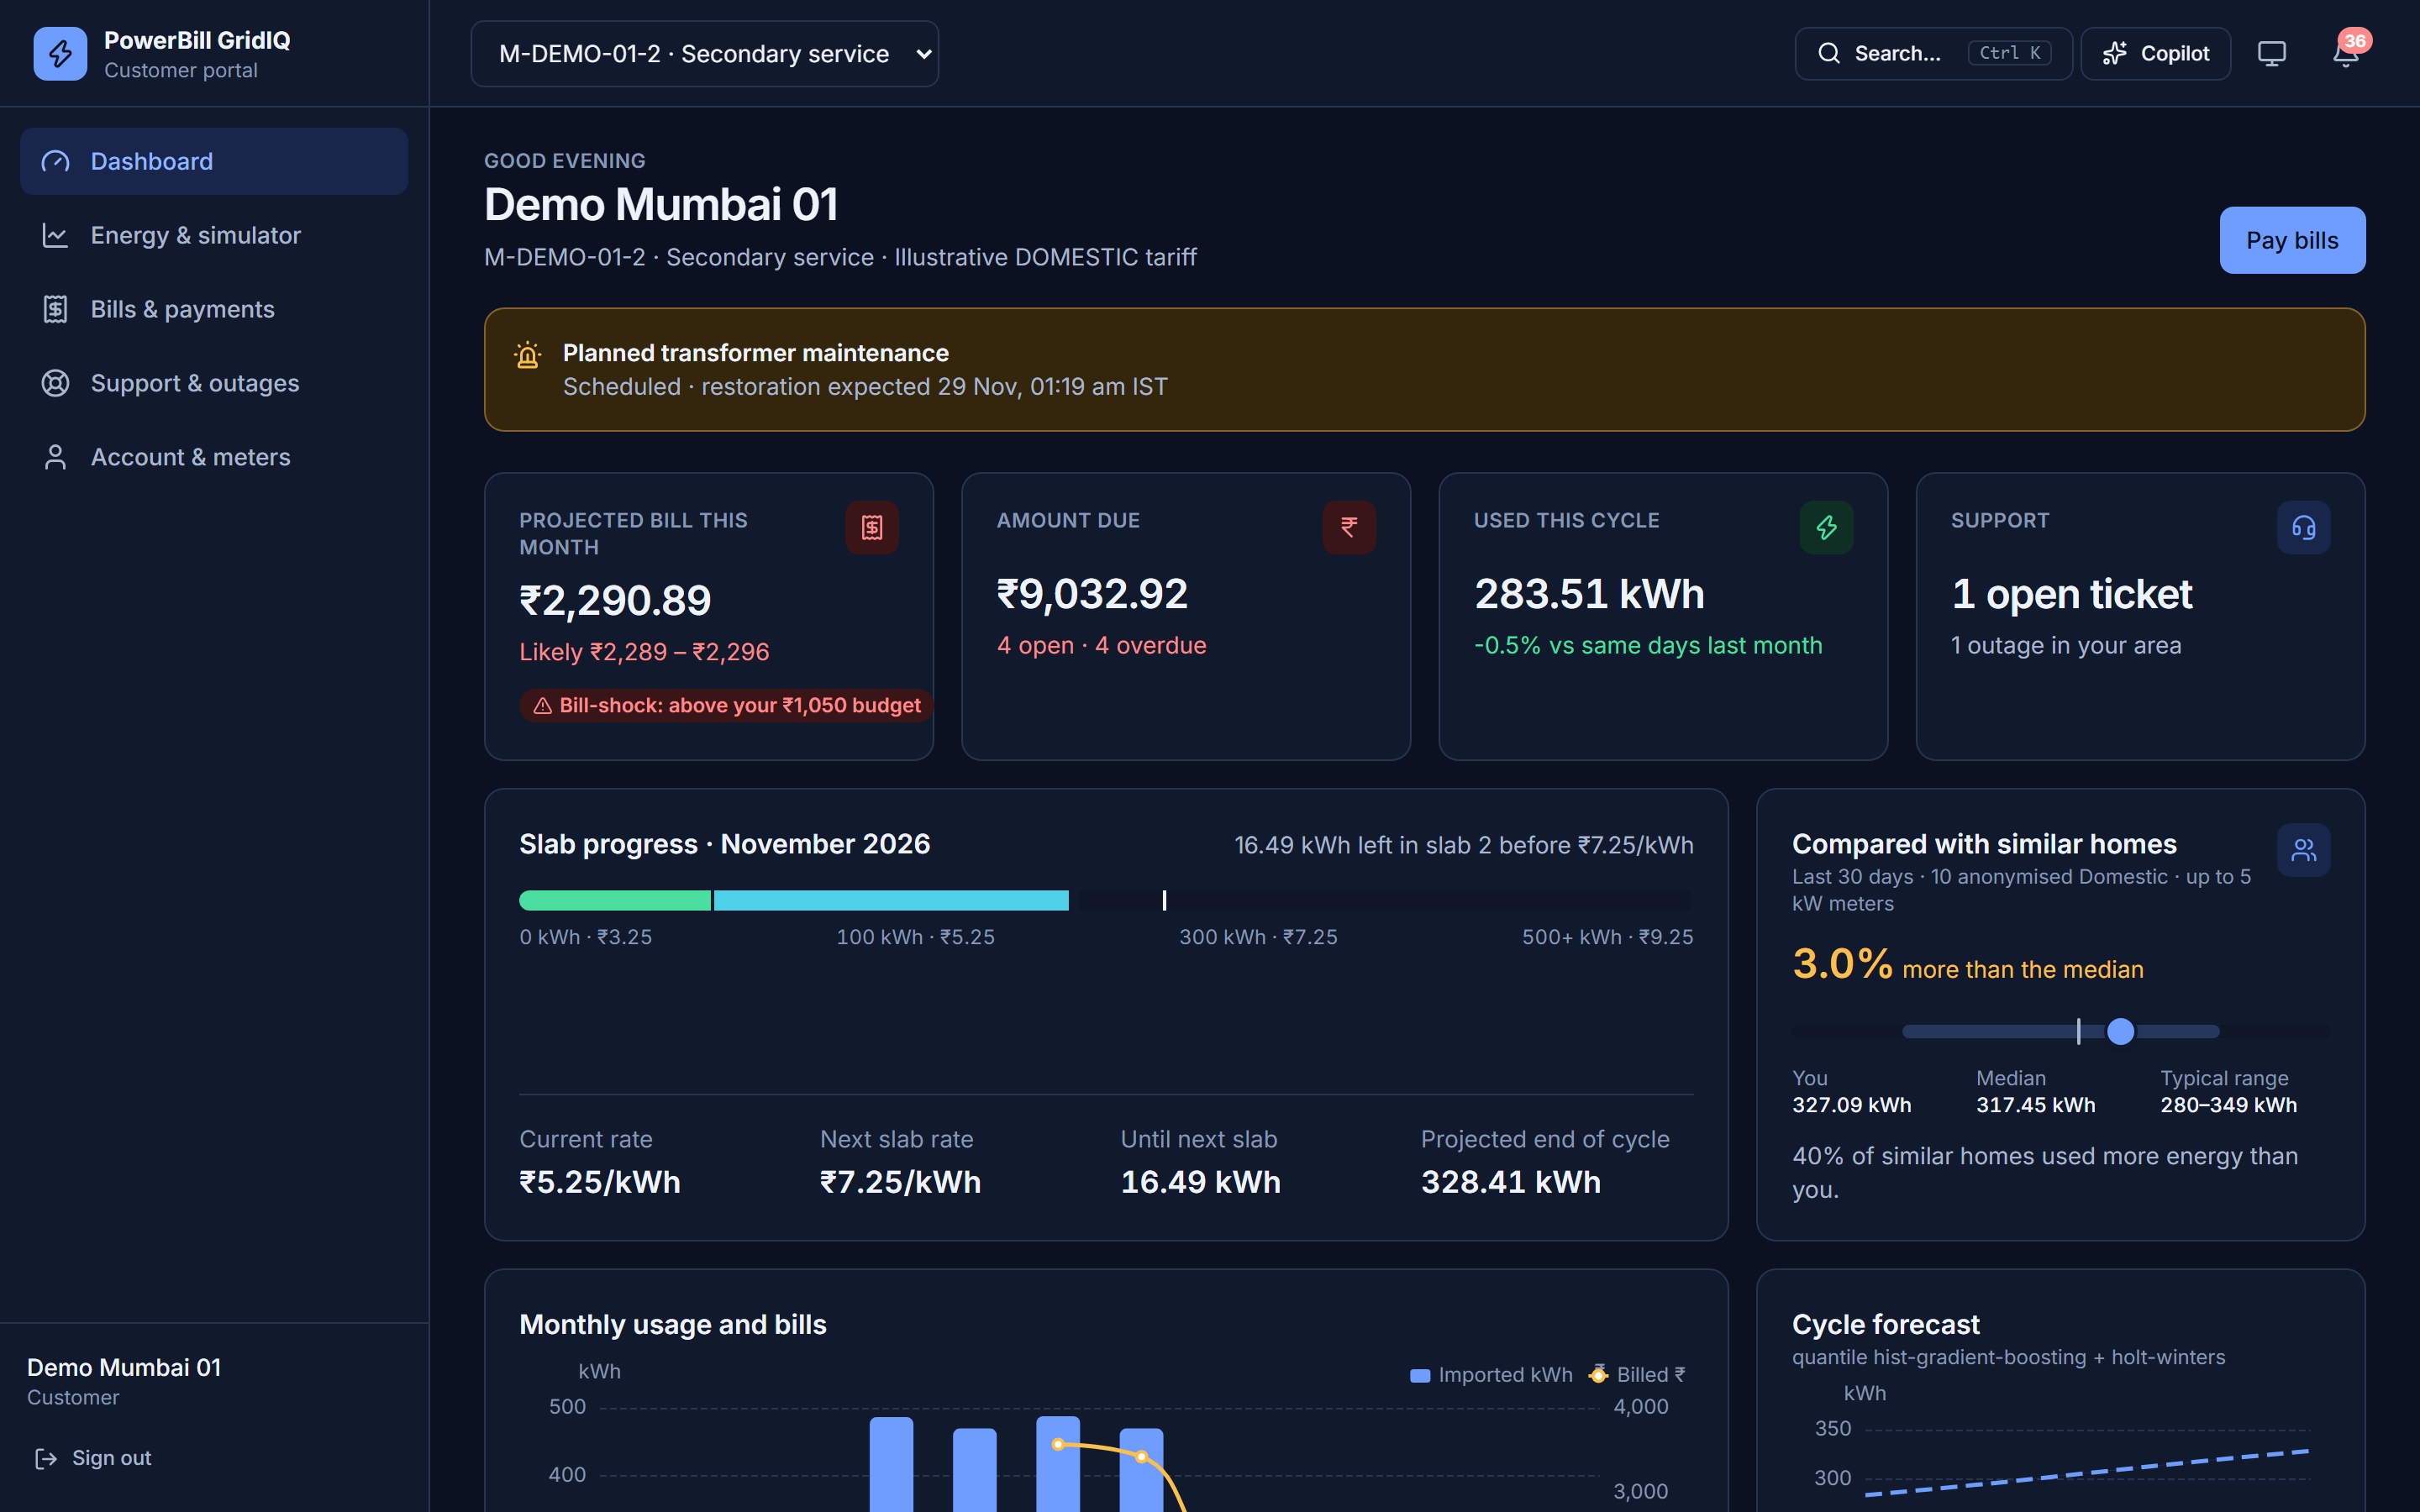 PowerBill GridIQ
Customer portal
M-DEMO-01-2 · Secondary service
Search...
Ctrl K
Copilot
36
Dashboard
Energy & simulator
Bills & payments
Support & outages
Account & meters
GOOD EVENING
Demo Mumbai 01
M-DEMO-01-2 · Secondary service · Illustrative DOMESTIC tariff
Pay bills
Planned transformer maintenance
Scheduled · restoration expected 29 Nov, 01:19 am IST
PROJECTED BILL THIS
MONTH
₹2,290.89
Likely ₹2,289 – ₹2,296
Bill-shock: above your ₹1,050 budget
AMOUNT DUE
₹
₹9,032.92
4 open · 4 overdue
USED THIS CYCLE
283.51 kWh
-0.5% vs same days last month
SUPPORT
1 open ticket
1 outage in your area
Slab progress · November 2026
16.49 kWh left in slab 2 before ₹7.25/kWh
0 kWh · ₹3.25
100 kWh · ₹5.25
300 kWh · ₹7.25
500+ kWh · ₹9.25
Current rate
₹5.25/kWh
Next slab rate
₹7.25/kWh
Until next slab
16.49 kWh
Projected end of cycle
328.41 kWh
Compared with similar homes
Last 30 days · 10 anonymised Domestic · up to 5
kW meters
3.0% more than the median
You
327.09 kWh
Median
317.45 kWh
Typical range
280–349 kWh
40% of similar homes used more energy than
you.
Monthly usage and bills
kWh
Imported kWh
₹
Billed ₹
500
4,000
400
3,000
Cycle forecast
quantile hist-gradient-boosting + holt-winters
kWh
350
300
Demo Mumbai 01
Customer
Sign out